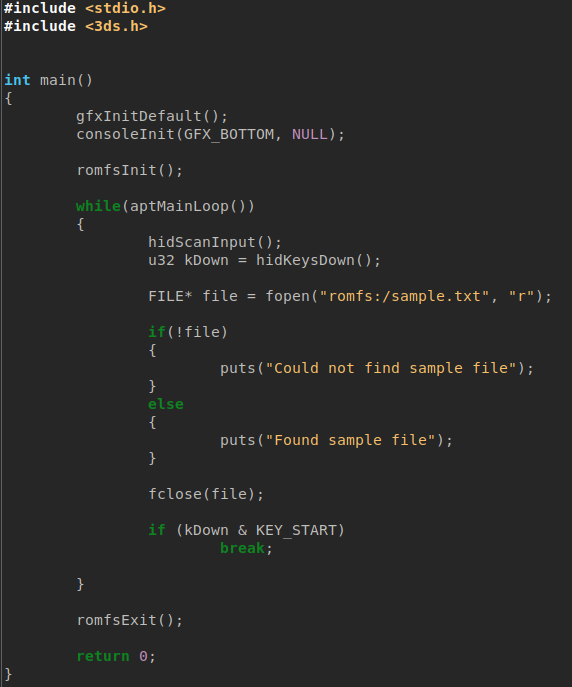 #include <stdio.h>
#include <3ds.h>
int main()
{
        gfxInitDefault();
        consoleInit(GFX_BOTTOM, NULL);
        romfsInit();
        while(aptMainLoop())
        {
                hidScanInput();
                u32 kDown = hidKeysDown();
                FILE* file = fopen("romfs:/sample.txt", "r");
                if(!file)
                {
                        puts("Could not find sample file");
                }
                else
                {
                        puts("Found sample file");
                }
                fclose(file);
                if (kDown & KEY_START)
                        break;
        }
        romfsExit();
        return 0;
}